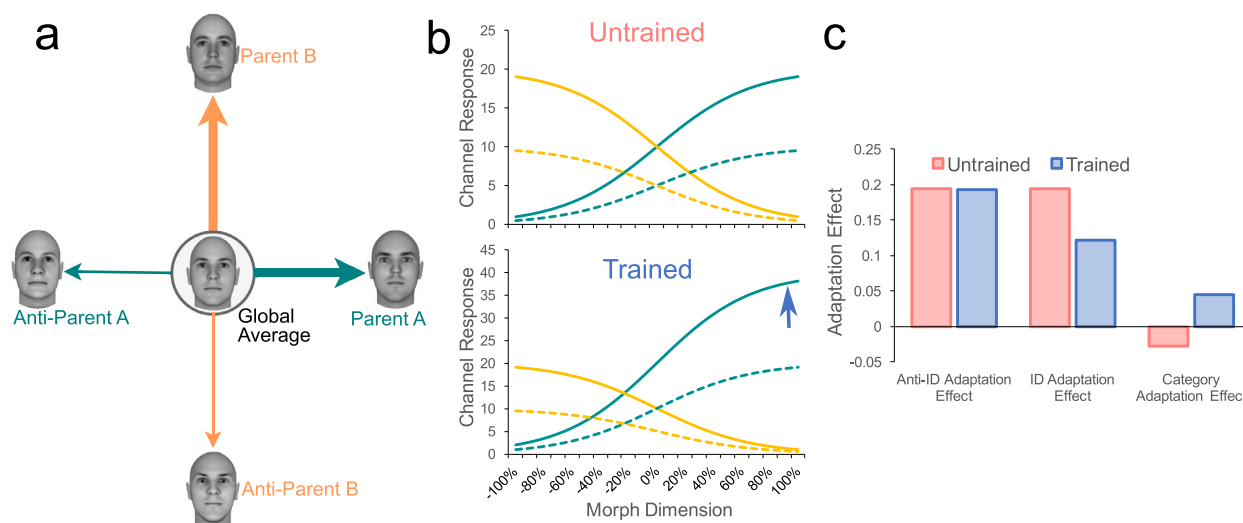 a
Parent B
Anti-Parent A
Global
Average
Parent A
Anti-Parent B
b
Untrained
Channel Response
25
20
15
10
5
0
Trained
Channel Response
45
40
35
30
25
20
15
10
5
0
-100%
-80%
-60%
-40%
-20%
0%
20%
40%
60%
80%
100%
Morph Dimension
c
Adaptation Effect
0.25
0.2
0.15
0.1
0.05
0
-0.05
Untrained
Trained
Anti-ID Adaptation
Effect
ID Adaptation
Effect
Category
Adaptation Effec